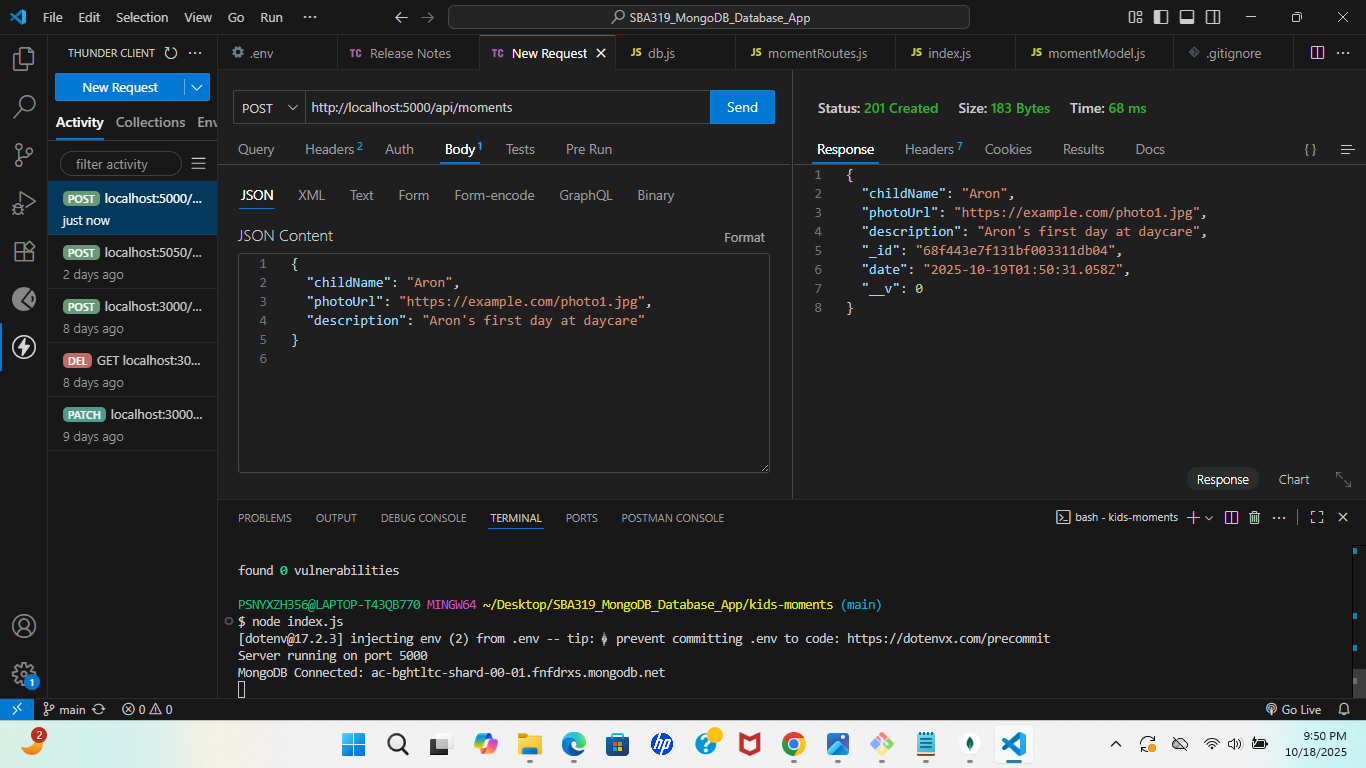 File Edit Selection View Go Run ··· SBA319_MongoDB_Database_App
THUNDER CLIENT ···
New Request
Activity Collections Env
filter activity
POST localhost:5000/...
just now
POST localhost:5050/...
2 days ago
POST localhost:3000/...
8 days ago
DEL GET localhost:30...
8 days ago
PATCH localhost:3000...
9 days ago
.env TC Release Notes TC New Request JS db.js JS momentRoutes.js JS index.js JS momentModel.js .gitignore ···
POST http://localhost:5000/api/moments Send
Query Headers 2 Auth Body 1 Tests Pre Run
JSON XML Text Form Form-encode GraphQL Binary
JSON Content Format
1 {
2 "childName": "Aron",
3 "photoUrl": "https://example.com/photo1.jpg",
4 "description": "Aron's first day at daycare"
5 }
6
Status: 201 Created Size: 183 Bytes Time: 68 ms
Response Headers 7 Cookies Results Docs { }
1 {
2 "childName": "Aron",
3 "photoUrl": "https://example.com/photo1.jpg",
4 "description": "Aron's first day at daycare",
5 "_id": "68f443e7f131bf003311db04",
6 "date": "2025-10-19T01:50:31.058Z",
7 "__v": 0
8 }
Response Chart
PROBLEMS OUTPUT DEBUG CONSOLE TERMINAL PORTS POSTMAN CONSOLE bash - kids-moments ···
found 0 vulnerabilities
PSNYXZH356@LAPTOP-T43QB770 MINGW64 ~/Desktop/SBA319_MongoDB_Database_App/kids-moments (main)
$ node index.js
[dotenv@17.2.3] injecting env (2) from .env -- tip: prevent committing .env to code: https://dotenvx.com/precommit
Server running on port 5000
MongoDB Connected: ac-bghtltc-shard-00-01.fnfdrxs.mongodb.net
1
main 0 0 Go Live
2
hp
9:50 PM
10/18/2025